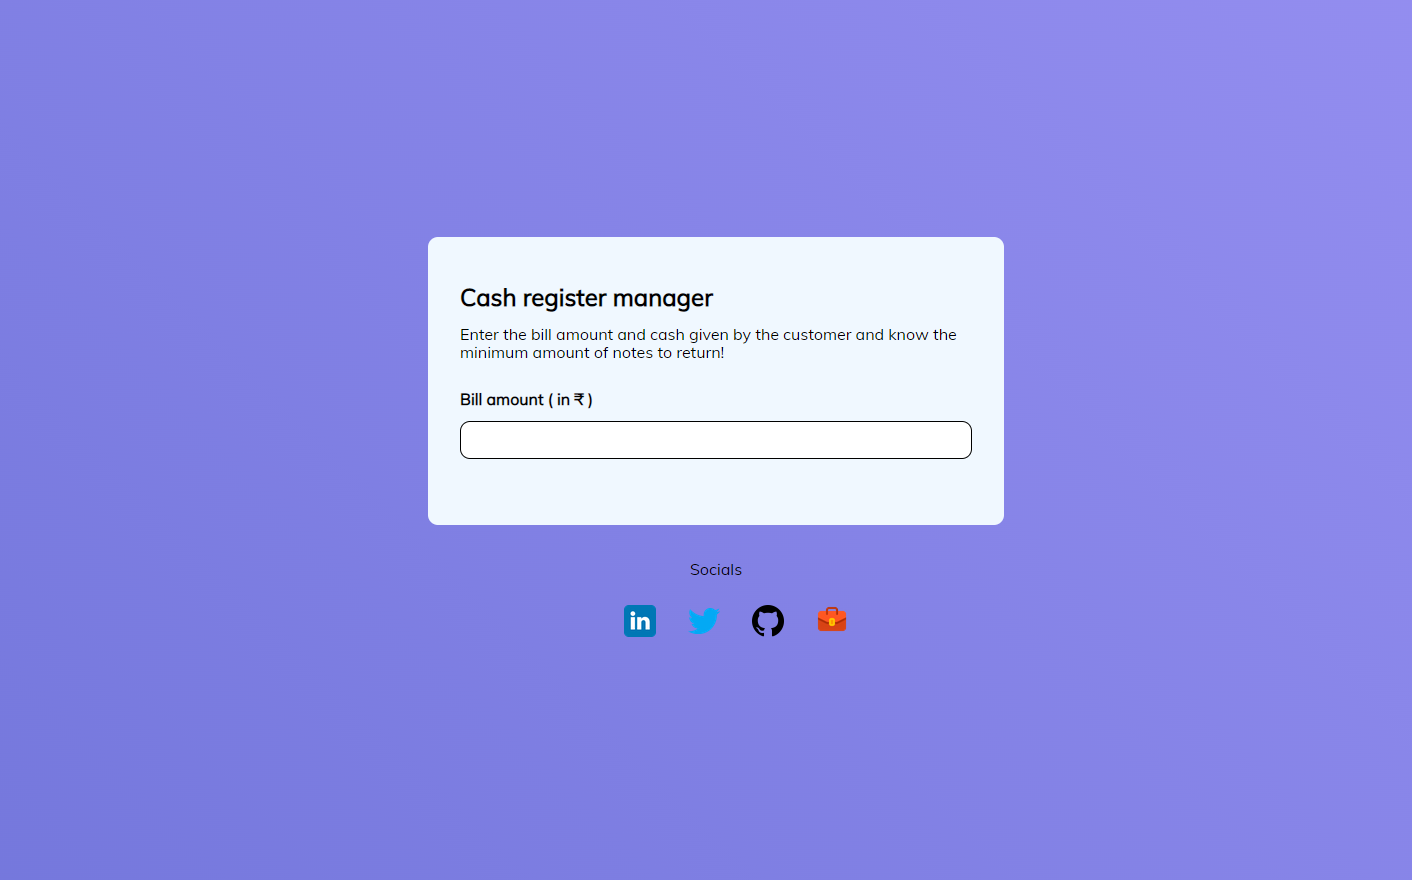 Cash register manager
Enter the bill amount and cash given by the customer and know the
minimum amount of notes to return!
Bill amount ( in ₹ )
Socials
in